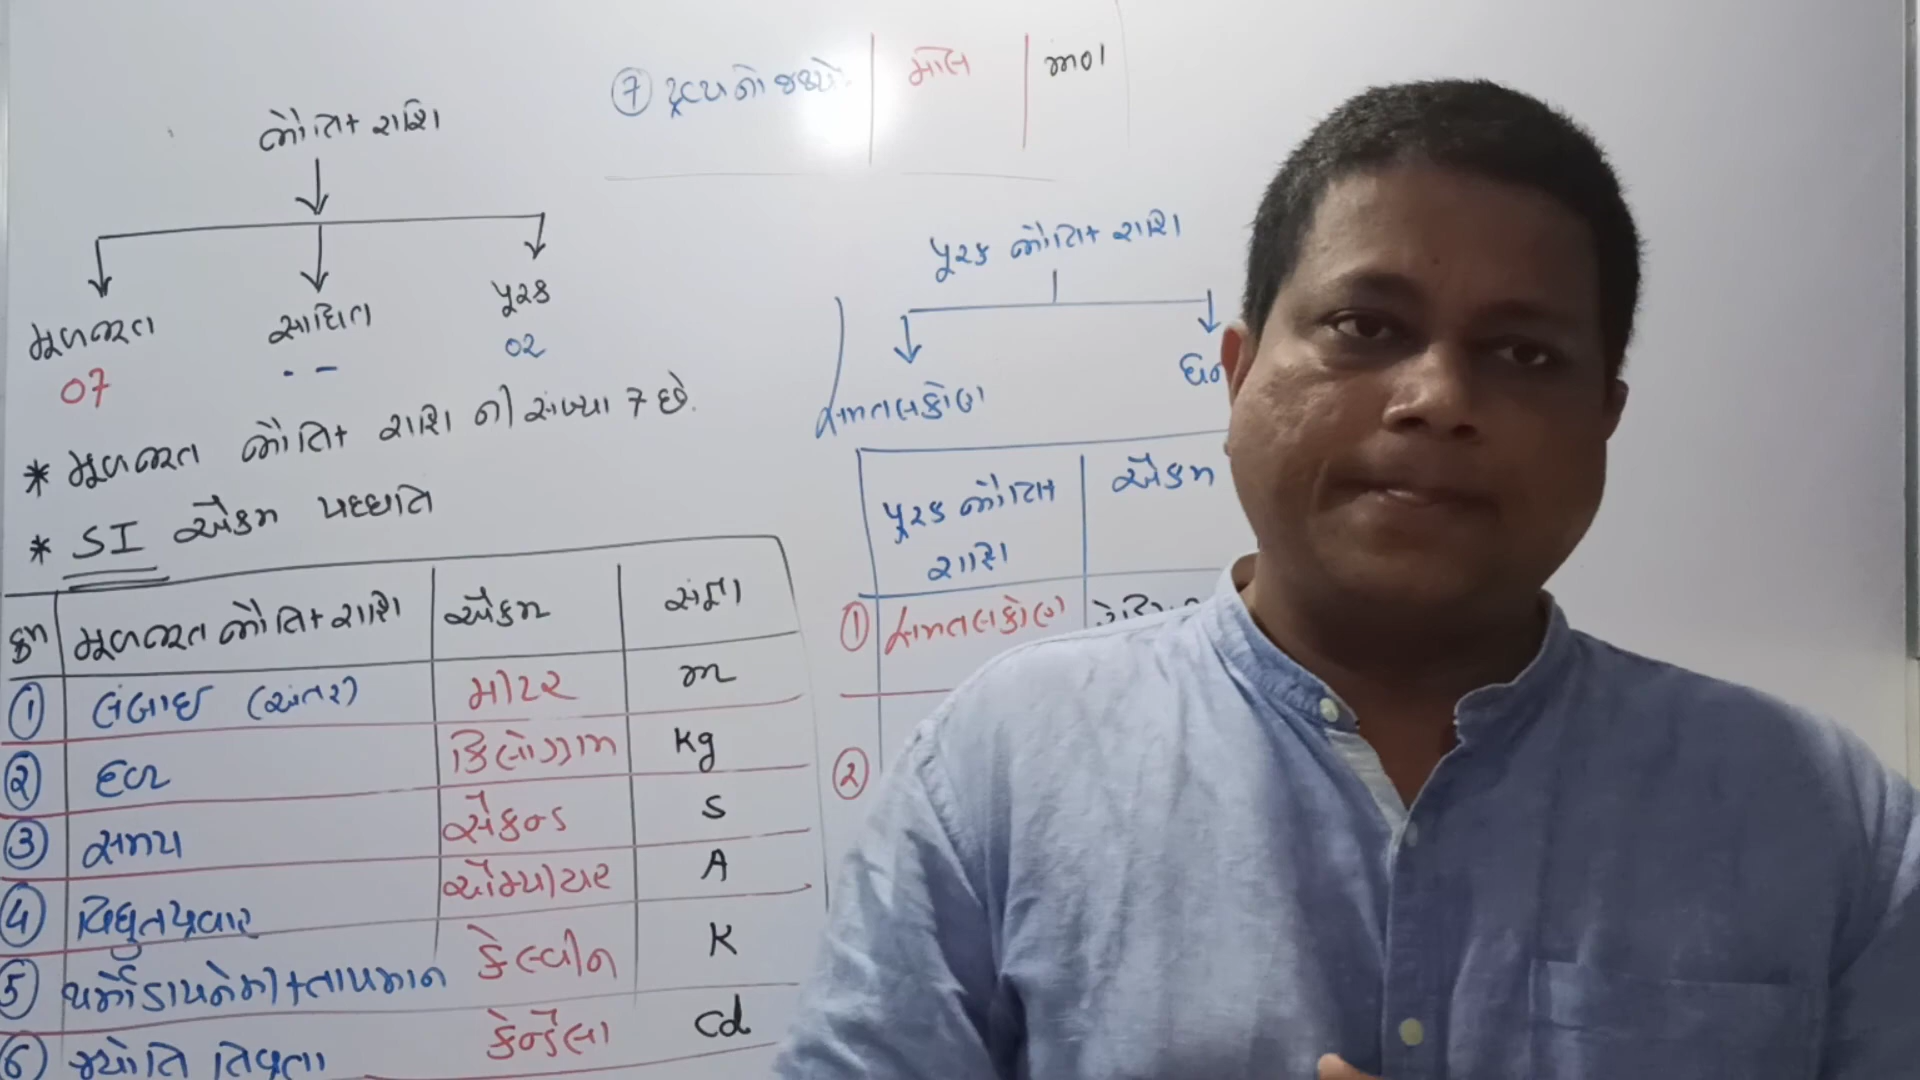 ભૌતિક રાશિ
મૂળભૂત સાધિત પૂરક
07 - - 02
* મૂળભૂત ભૌતિક રાશિ ની સંખ્યા 7 છે.
* SI એકમ પધ્ધતિ
ક્રમ મૂળભૂત ભૌતિક રાશિ એકમ સંજ્ઞા
1 લંબાઈ (અંતર) મીટર m
2 દળ કિલોગ્રામ kg
3 સમય સેકન્ડ s
4 વિધુતપ્રવાહ એમ્પીયર A
5 થર્મોડાયનેમીક તાપમાન કેલ્વીન K
6 જ્યોતિ તિવ્રતા કેન્ડેલા cd
7 દ્રવ્યનો જથ્થો મોલ mol
પૂરક ભૌતિક રાશિ
સમતલકોણ ઘન
પૂરક ભૌતિક રાશિ એકમ
1 સમતલકોણ
2